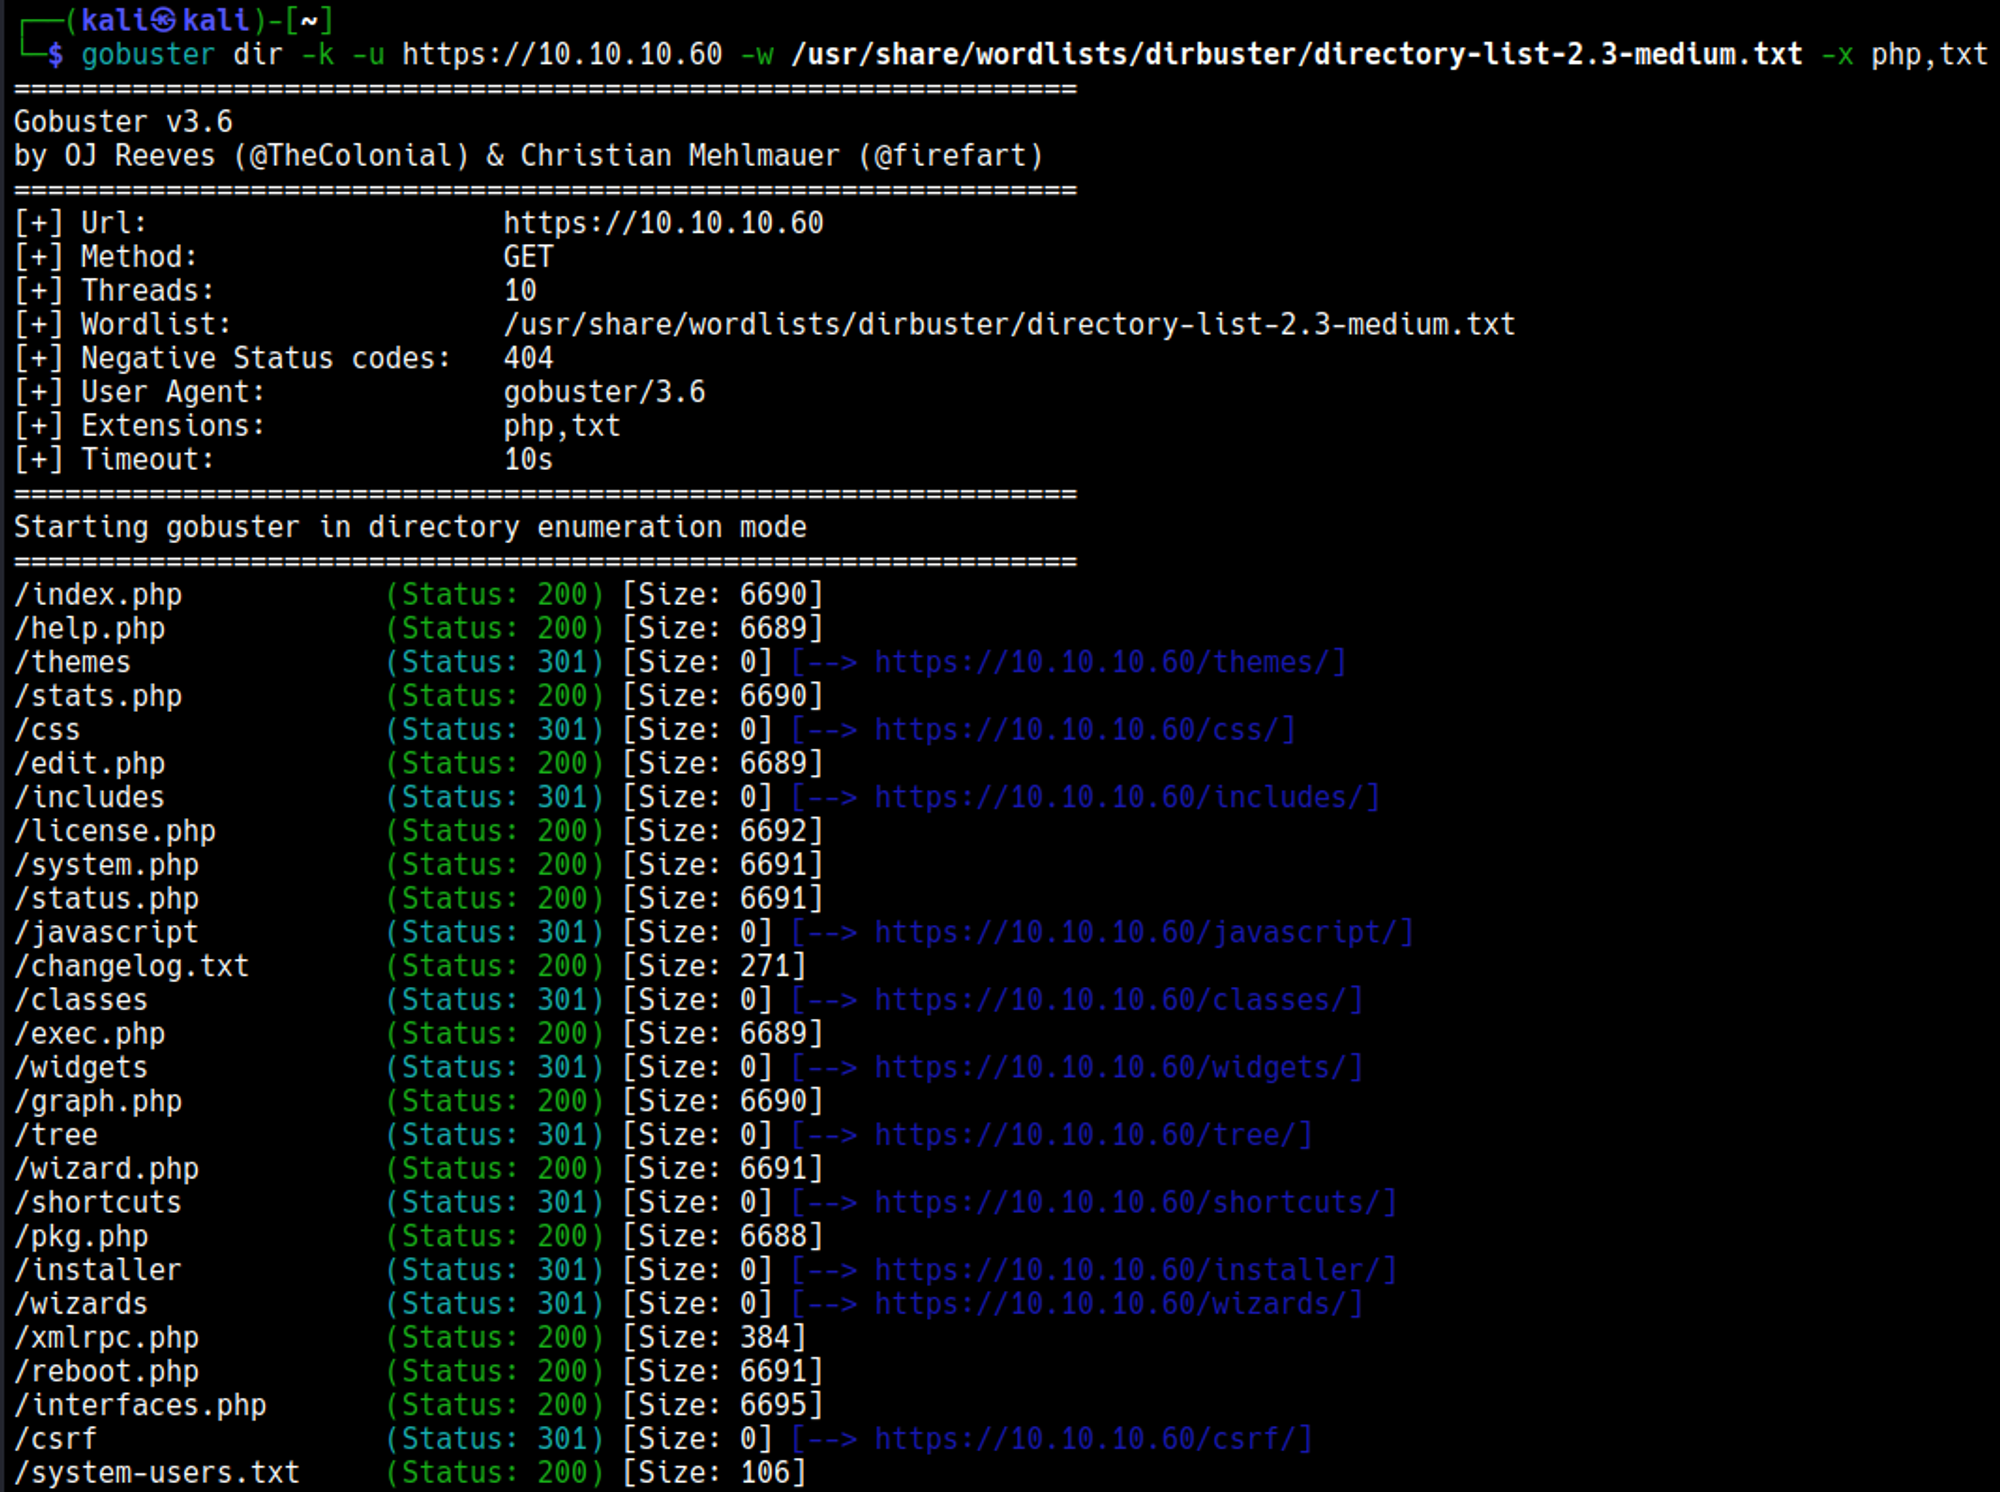 ┌──(kali㉿kali)-[~]
└─$ gobuster dir -k -u https://10.10.10.60 -w /usr/share/wordlists/dirbuster/directory-list-2.3-medium.txt -x php,txt
===============================================================
Gobuster v3.6
by OJ Reeves (@TheColonial) & Christian Mehlmauer (@firefart)
===============================================================
[+] Url:                     https://10.10.10.60
[+] Method:                  GET
[+] Threads:                 10
[+] Wordlist:                /usr/share/wordlists/dirbuster/directory-list-2.3-medium.txt
[+] Negative Status codes:   404
[+] User Agent:              gobuster/3.6
[+] Extensions:              php,txt
[+] Timeout:                 10s
===============================================================
Starting gobuster in directory enumeration mode
===============================================================
/index.php            (Status: 200) [Size: 6690]
/help.php             (Status: 200) [Size: 6689]
/themes               (Status: 301) [Size: 0] [--> https://10.10.10.60/themes/]
/stats.php            (Status: 200) [Size: 6690]
/css                  (Status: 301) [Size: 0] [--> https://10.10.10.60/css/]
/edit.php             (Status: 200) [Size: 6689]
/includes             (Status: 301) [Size: 0] [--> https://10.10.10.60/includes/]
/license.php          (Status: 200) [Size: 6692]
/system.php           (Status: 200) [Size: 6691]
/status.php           (Status: 200) [Size: 6691]
/javascript           (Status: 301) [Size: 0] [--> https://10.10.10.60/javascript/]
/changelog.txt        (Status: 200) [Size: 271]
/classes              (Status: 301) [Size: 0] [--> https://10.10.10.60/classes/]
/exec.php             (Status: 200) [Size: 6689]
/widgets              (Status: 301) [Size: 0] [--> https://10.10.10.60/widgets/]
/graph.php            (Status: 200) [Size: 6690]
/tree                 (Status: 301) [Size: 0] [--> https://10.10.10.60/tree/]
/wizard.php           (Status: 200) [Size: 6691]
/shortcuts            (Status: 301) [Size: 0] [--> https://10.10.10.60/shortcuts/]
/pkg.php              (Status: 200) [Size: 6688]
/installer            (Status: 301) [Size: 0] [--> https://10.10.10.60/installer/]
/wizards              (Status: 301) [Size: 0] [--> https://10.10.10.60/wizards/]
/xmlrpc.php           (Status: 200) [Size: 384]
/reboot.php           (Status: 200) [Size: 6691]
/interfaces.php       (Status: 200) [Size: 6695]
/csrf                 (Status: 301) [Size: 0] [--> https://10.10.10.60/csrf/]
/system-users.txt     (Status: 200) [Size: 106]